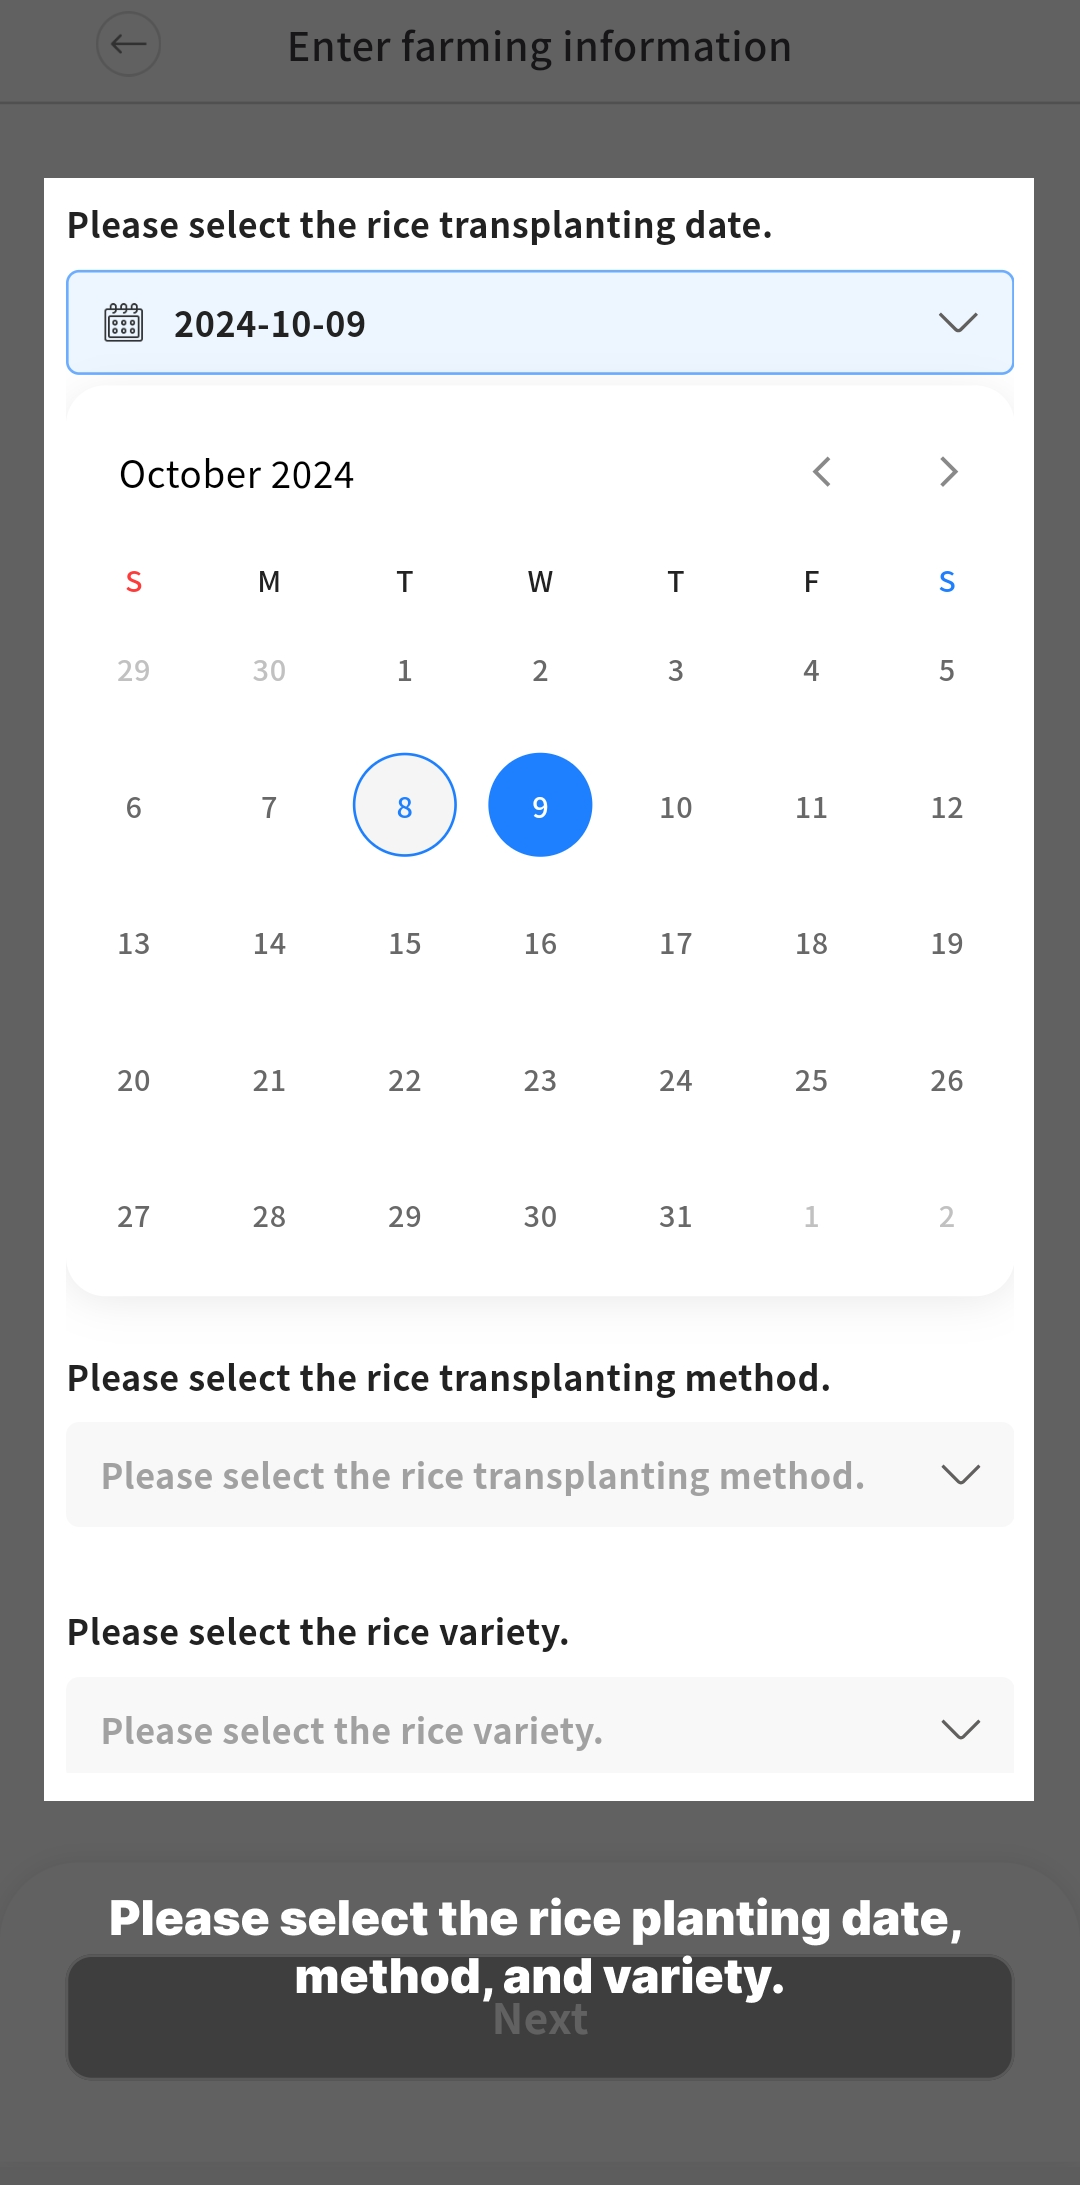 Enter farming information
Please select the rice transplanting date.
2024-10-09
October 2024
S M T W T F S
29 30 1 2 3 4 5
6 7 8 9 10 11 12
13 14 15 16 17 18 19
20 21 22 23 24 25 26
27 28 29 30 31 1 2
Please select the rice transplanting method.
Please select the rice transplanting method.
Please select the rice variety.
Please select the rice variety.
Please select the rice planting date,
method, and variety.
Next